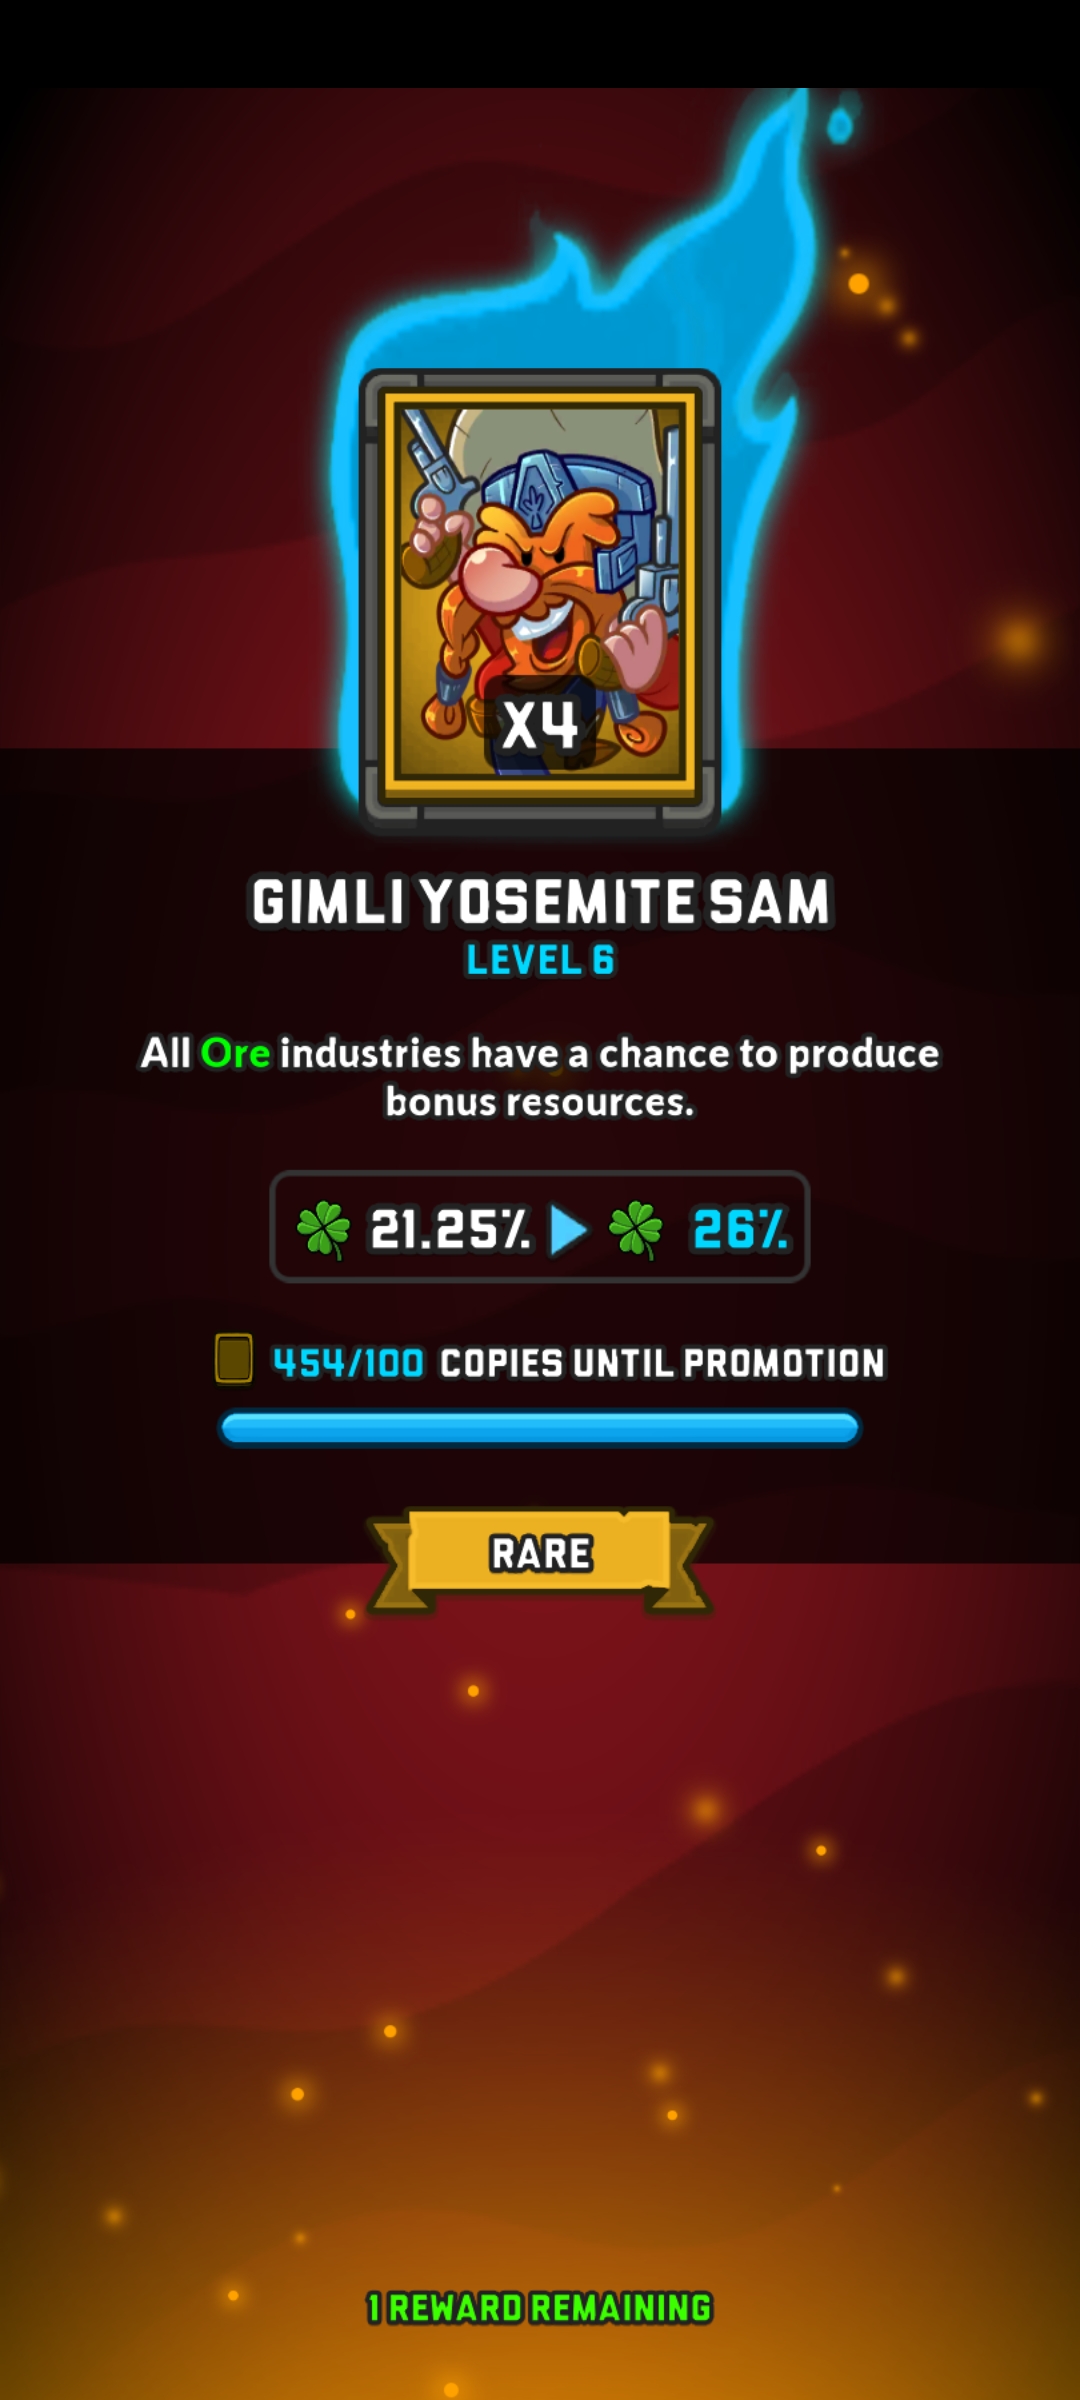 X4
GIMLI YOSEMITE SAM
LEVEL 6
All Ore industries have a chance to produce
bonus resources.
21.25% 26%
454/100 COPIES UNTIL PROMOTION
RARE
1 REWARD REMAINING